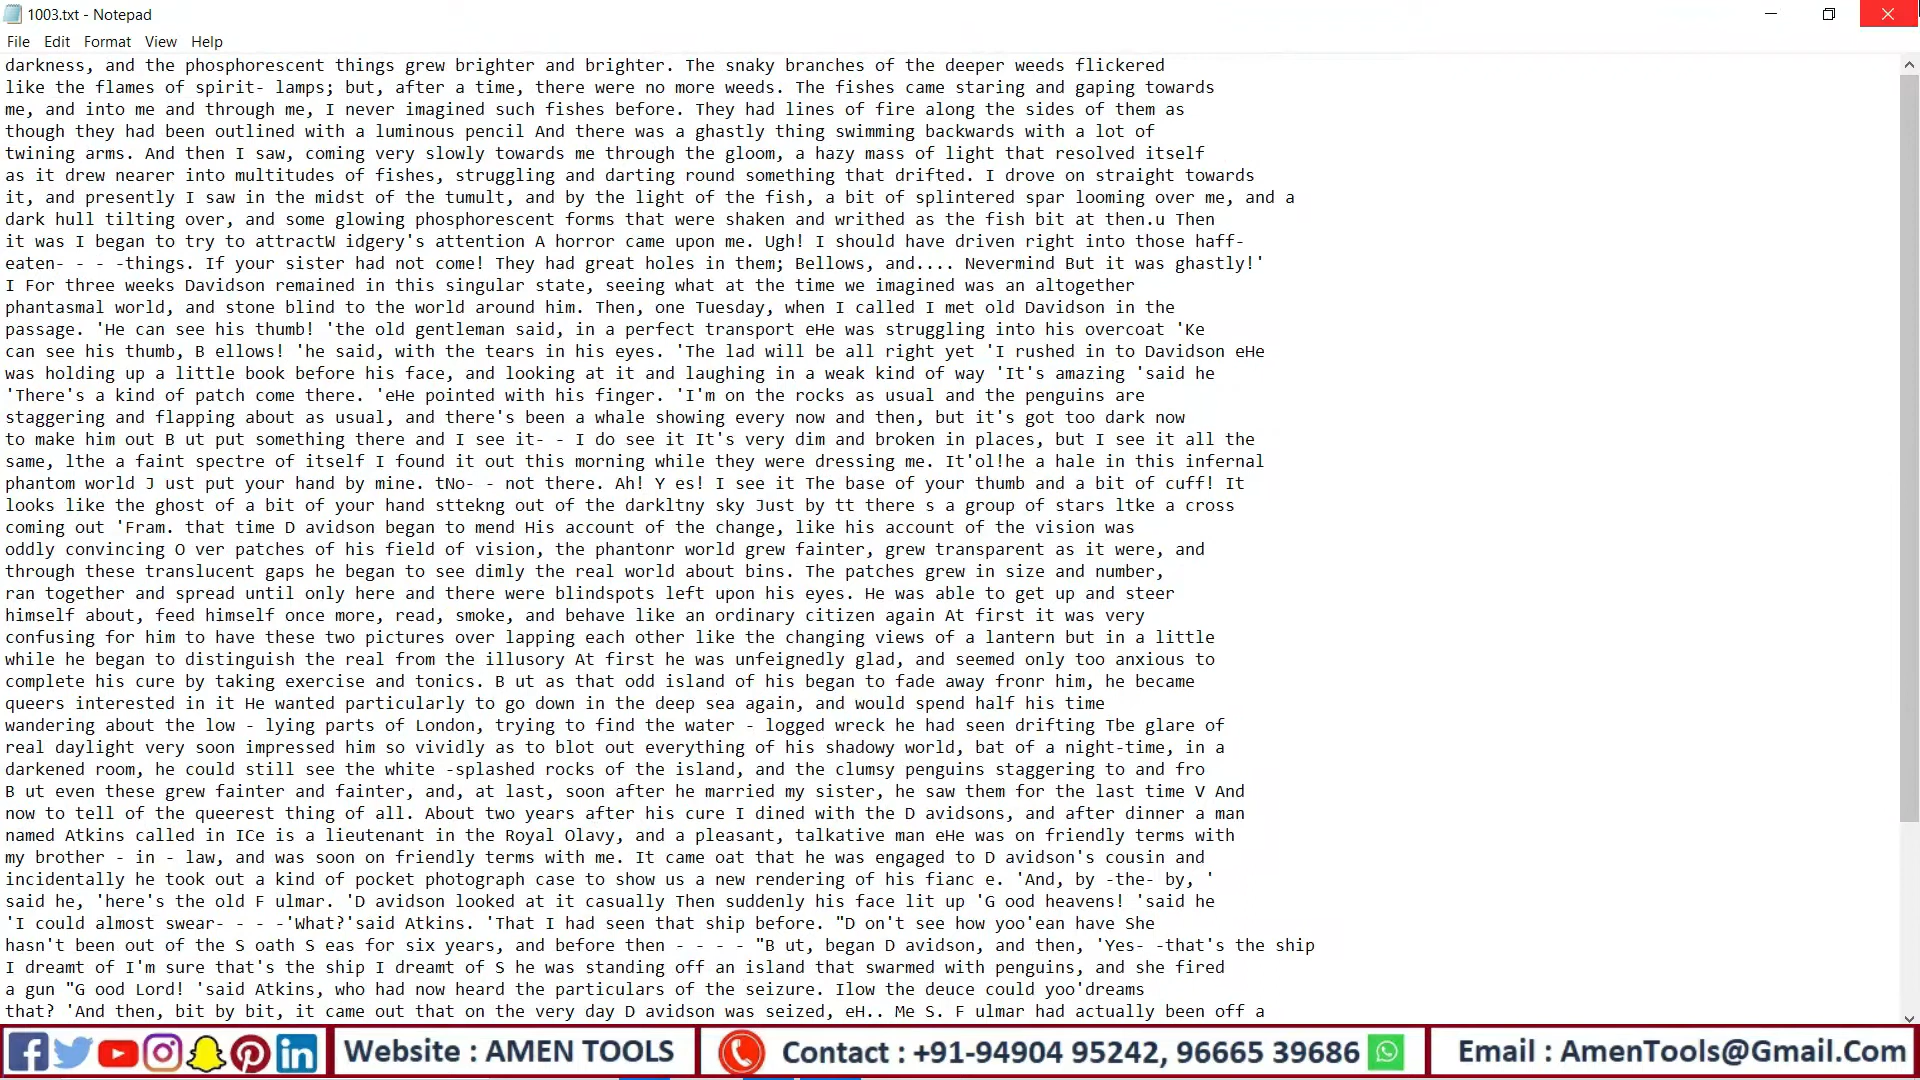 1003.txt - Notepad
File Edit Format View Help
darkness, and the phosphorescent things grew brighter and brighter. The snaky branches of the deeper weeds flickered
like the flames of spirit- lamps; but, after a time, there were no more weeds. The fishes came staring and gaping towards
me, and into me and through me, I never imagined such fishes before. They had lines of fire along the sides of them as
though they had been outlined with a luminous pencil And there was a ghastly thing swimming backwards with a lot of
twining arms. And then I saw, coming very slowly towards me through the gloom, a hazy mass of light that resolved itself
as it drew nearer into multitudes of fishes, struggling and darting round something that drifted. I drove on straight towards
it, and presently I saw in the midst of the tumult, and by the light of the fish, a bit of splintered spar looming over me, and a
dark hull tilting over, and some glowing phosphorescent forms that were shaken and writhed as the fish bit at then.u Then
it was I began to try to attractW idgery's attention A horror came upon me. Ugh! I should have driven right into those haff-
eaten- - - -things. If your sister had not come! They had great holes in them; Bellows, and.... Nevermind But it was ghastly!'
I For three weeks Davidson remained in this singular state, seeing what at the time we imagined was an altogether
phantasmal world, and stone blind to the world around him. Then, one Tuesday, when I called I met old Davidson in the
passage. 'He can see his thumb! 'the old gentleman said, in a perfect transport eHe was struggling into his overcoat 'Ke
can see his thumb, B ellows! 'he said, with the tears in his eyes. 'The lad will be all right yet 'I rushed in to Davidson eHe
was holding up a little book before his face, and looking at it and laughing in a weak kind of way 'It's amazing 'said he
'There's a kind of patch come there. 'eHe pointed with his finger. 'I'm on the rocks as usual and the penguins are
staggering and flapping about as usual, and there's been a whale showing every now and then, but it's got too dark now
to make him out B ut put something there and I see it- - I do see it It's very dim and broken in places, but I see it all the
same, lthe a faint spectre of itself I found it out this morning while they were dressing me. It'ol!he a hale in this infernal
phantom world J ust put your hand by mine. tNo- - not there. Ah! Y es! I see it The base of your thumb and a bit of cuff! It
looks like the ghost of a bit of your hand sttekng out of the darkltny sky Just by tt there s a group of stars ltke a cross
coming out 'Fram. that time D avidson began to mend His account of the change, like his account of the vision was
oddly convincing O ver patches of his field of vision, the phantonr world grew fainter, grew transparent as it were, and
through these translucent gaps he began to see dimly the real world about bins. The patches grew in size and number,
ran together and spread until only here and there were blindspots left upon his eyes. He was able to get up and steer
himself about, feed himself once more, read, smoke, and behave like an ordinary citizen again At first it was very
confusing for him to have these two pictures over lapping each other like the changing views of a lantern but in a little
while he began to distinguish the real from the illusory At first he was unfeignedly glad, and seemed only too anxious to
complete his cure by taking exercise and tonics. B ut as that odd island of his began to fade away fronr him, he became
queers interested in it He wanted particularly to go down in the deep sea again, and would spend half his time
wandering about the low - lying parts of London, trying to find the water - logged wreck he had seen drifting Tbe glare of
real daylight very soon impressed him so vividly as to blot out everything of his shadowy world, bat of a night-time, in a
darkened room, he could still see the white -splashed rocks of the island, and the clumsy penguins staggering to and fro
B ut even these grew fainter and fainter, and, at last, soon after he married my sister, he saw them for the last time V And
now to tell of the queerest thing of all. About two years after his cure I dined with the D avidsons, and after dinner a man
named Atkins called in ICe is a lieutenant in the Royal Olavy, and a pleasant, talkative man eHe was on friendly terms with
my brother - in - law, and was soon on friendly terms with me. It came oat that he was engaged to D avidson's cousin and
incidentally he took out a kind of pocket photograph case to show us a new rendering of his fianc e. 'And, by -the- by, '
said he, 'here's the old F ulmar. 'D avidson looked at it casually Then suddenly his face lit up 'G ood heavens! 'said he
'I could almost swear- - - -'What?'said Atkins. 'That I had seen that ship before. "D on't see how yoo'ean have She
hasn't been out of the S oath S eas for six years, and before then - - - - "B ut, began D avidson, and then, 'Yes- -that's the ship
I dreamt of I'm sure that's the ship I dreamt of S he was standing off an island that swarmed with penguins, and she fired
a gun "G ood Lord! 'said Atkins, who had now heard the particulars of the seizure. Ilow the deuce could yoo'dreams
that? 'And then, bit by bit, it came out that on the very day D avidson was seized, eH.. Me S. F ulmar had actually been off a
Website : AMEN TOOLS
Contact : +91-94904 95242, 96665 39686
Email : AmenTools@Gmail.Com